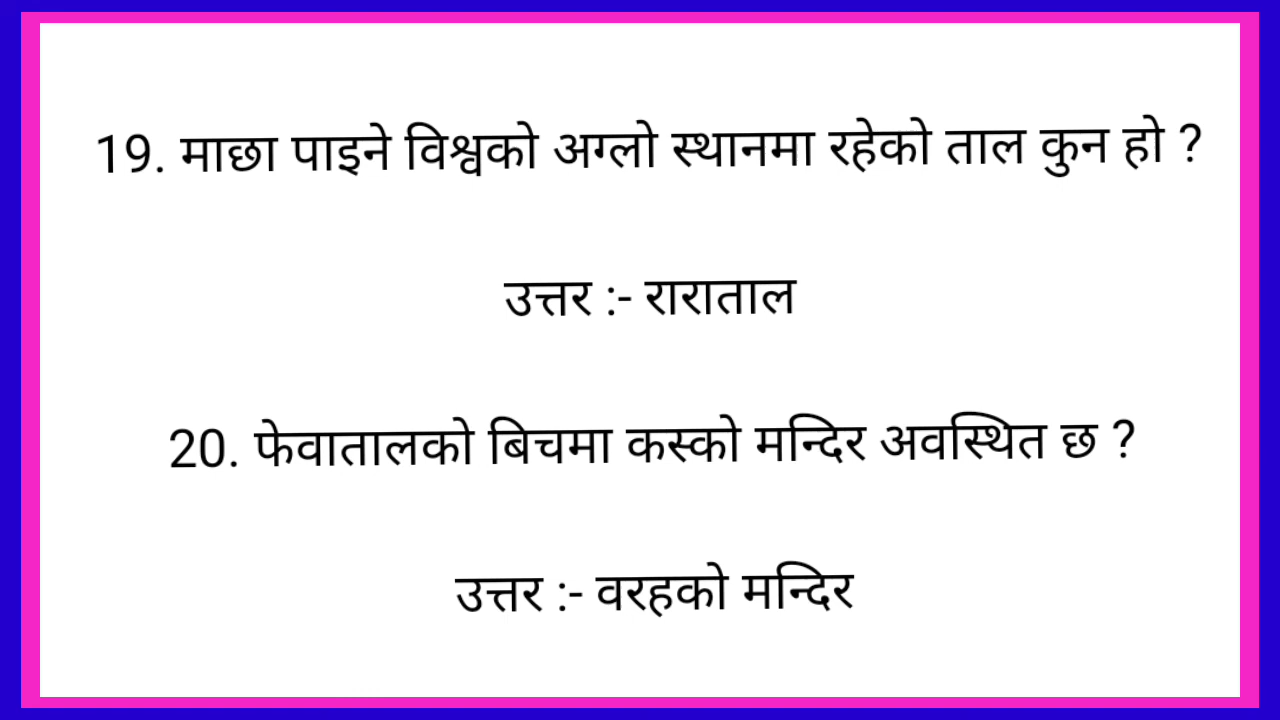 19. माछा पाइने विश्वको अग्लो स्थानमा रहेको ताल कुन हो ?
उत्तर :- राराताल
20. फेवातालको बिचमा कस्को मन्दिर अवस्थित छ ?
उत्तर :- वरहको मन्दिर